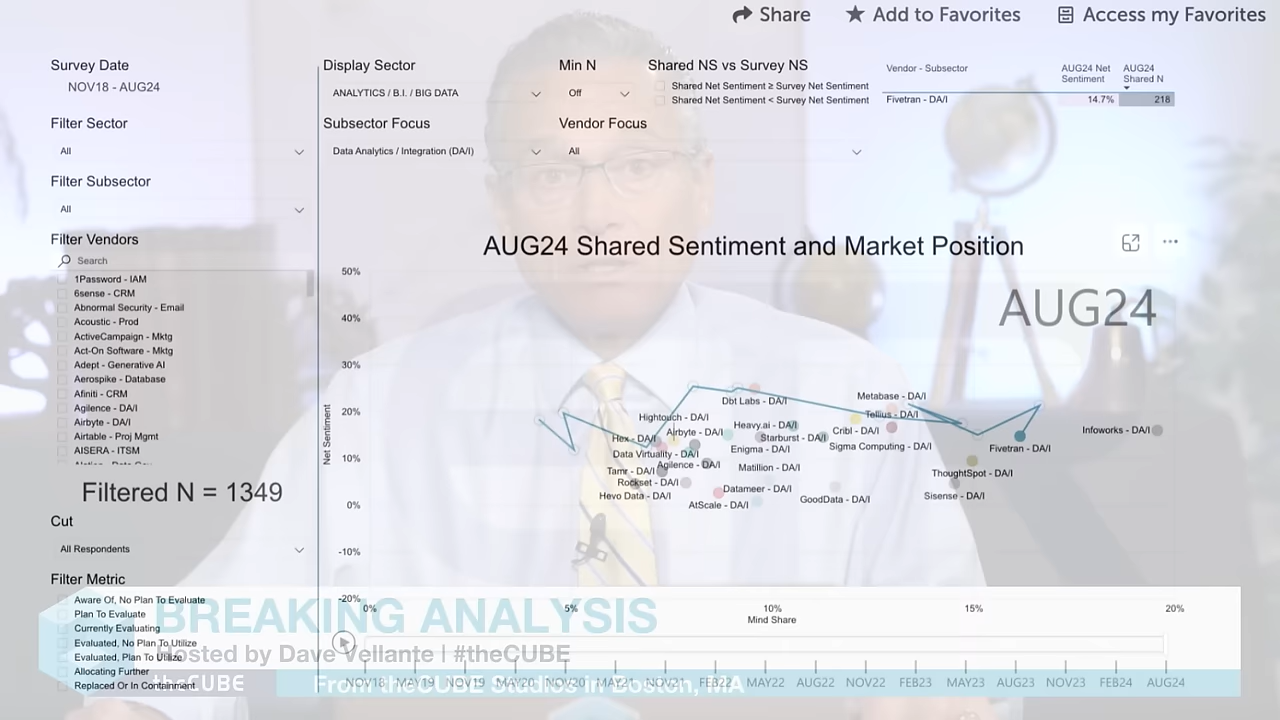 Share Add to Favorites Access my Favorites
Survey Date
NOV18 - AUG24
Filter Sector
All
Filter Subsector
All
Filter Vendors
Search
1Password - IAM
6sense - CRM
Abnormal Security - Email
Acoustic - Prod
ActiveCampaign - Mktg
Act-On Software - Mktg
Adept - Generative AI
Aerospike - Database
Afiniti - CRM
Agilence - DA/I
Airbyte - DA/I
Airtable - Proj Mgmt
AISERA - ITSM
Filtered N = 1349
Cut
All Respondents
Filter Metric
Aware Of, No Plan To Evaluate
Plan To Evaluate
Currently Evaluating
Evaluated, No Plan To Utilize
Evaluated, Plan To Utilize
Allocating Further
Replaced Or In Containment
Display Sector
ANALYTICS / B.I. / BIG DATA
Subsector Focus
Data Analytics / Integration (DA/I)
Min N
Off
Vendor Focus
All
Shared NS vs Survey NS
Shared Net Sentiment ≥ Survey Net Sentiment
Shared Net Sentiment < Survey Net Sentiment
Vendor - Subsector
AUG24 Net Sentiment
AUG24 Shared N
Fivetran - DA/I 14.7% 218
AUG24 Shared Sentiment and Market Position
AUG24
Net Sentiment
50%
40%
30%
20%
10%
0%
-10%
-20%
Metabase - DA/I
Dbt Labs - DA/I
Tellius - DA/I
Hightouch - DA/I
Heavy.ai - DA/I
Airbyte - DA/I
Cribl - DA/I
Infoworks - DA/I
Hex - DA/I
Starburst - DA/I
Sigma Computing - DA/I
Enigma - DA/I
Fivetran - DA/I
Data Virtuality - DA/I
Agilence - DA/I
Matillion - DA/I
Tamr - DA/I
ThoughtSpot - DA/I
Rockset - DA/I
Datameer - DA/I
Hevo Data - DA/I
Sisense - DA/I
GoodData - DA/I
AtScale - DA/I
0% 5% 10% 15% 20%
Mind Share
NOV18 MAY19 NOV19 MAY20 NOV20 MAY21 NOV21 FEB22 MAY22 AUG22 NOV22 FEB23 MAY23 AUG23 NOV23 FEB24 AUG24
BREAKING ANALYSIS
Hosted by Dave Vellante | #theCUBE
theCUBE
From theCUBE Studios in Boston, MA